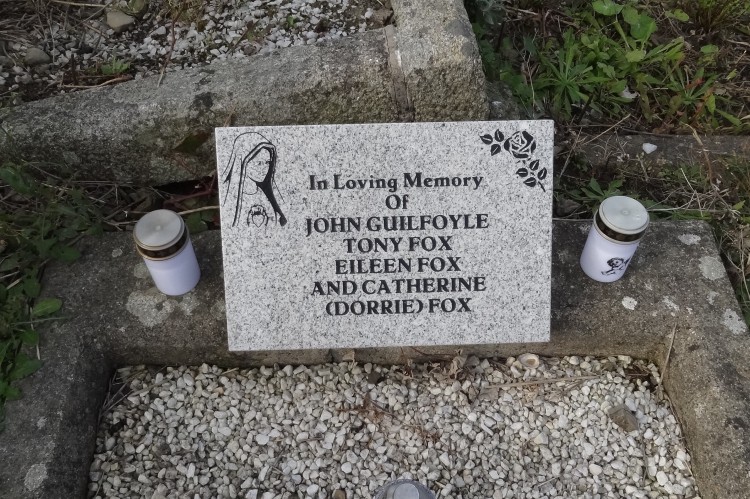 In Loving Memory
Of
JOHN GUILFOYLE
TONY FOX
EILEEN FOX
AND CATHERINE
(DORRIE) FOX